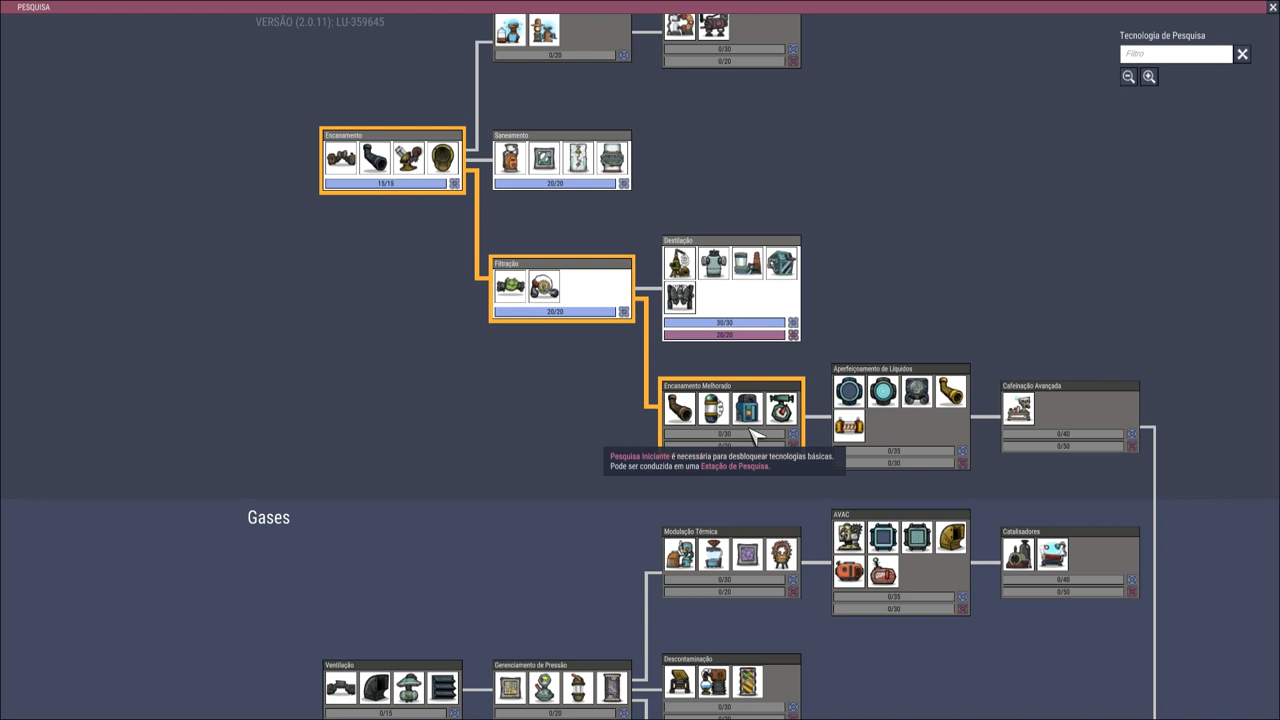 PESQUISA
VERSÃO (2.0.11): LU-359645
Tecnologia de Pesquisa
Filtro
0/20
0/30
0/20
Encanamento
15/15
Saneamento
20/20
Filtração
20/20
Destilação
30/30
20/20
Encanamento Melhorado
0/30
Aperfeiçoamento de Líquidos
0/35
0/30
Cafeinação Avançada
0/40
0/50
Pesquisa Iniciante é necessária para desbloquear tecnologias básicas.
Pode ser conduzida em uma Estação de Pesquisa.
Gases
Modulação Térmica
0/30
0/20
AVAC
0/35
0/30
Catalisadores
0/40
0/50
Ventilação
0/15
Gerenciamento de Pressão
0/20
Descontaminação
0/30